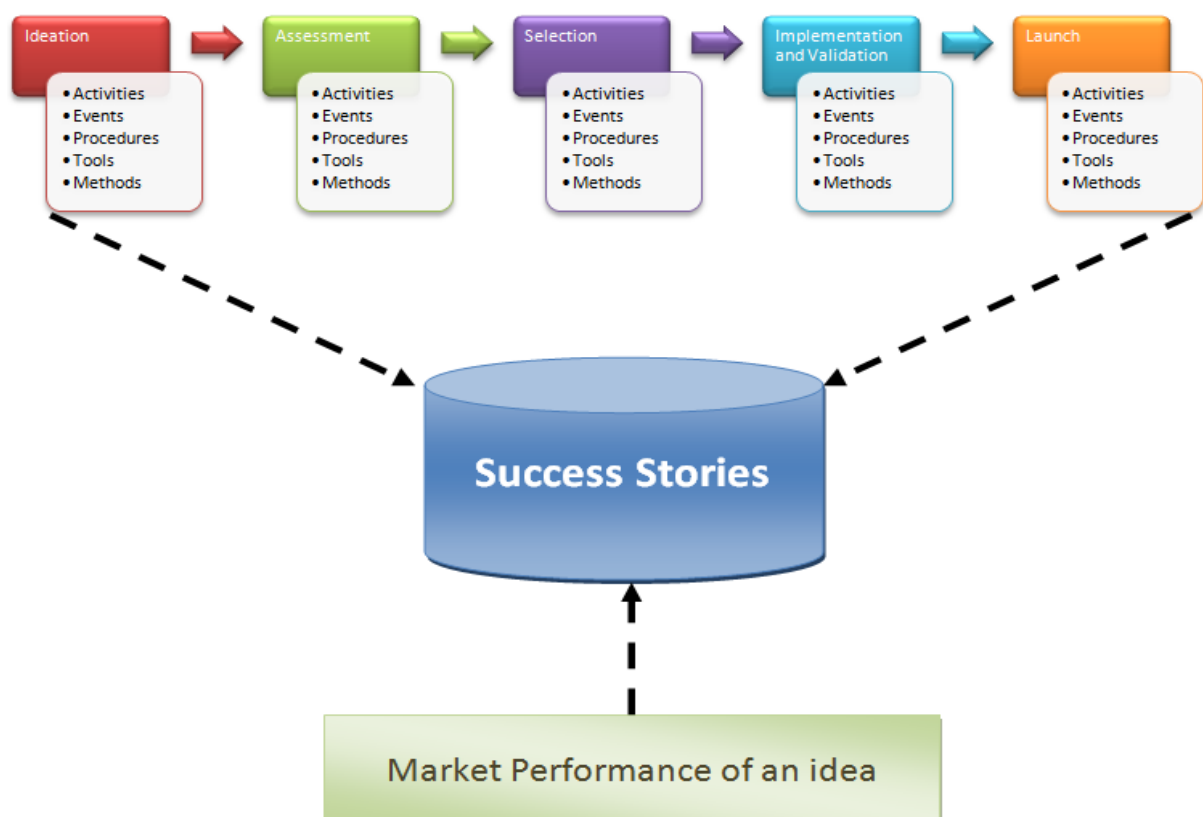 Ideation
• Activities
• Events
• Procedures
• Tools
• Methods
Assessment
• Activities
• Events
• Procedures
• Tools
• Methods
Selection
• Activities
• Events
• Procedures
• Tools
• Methods
Implementation
and Validation
• Activities
• Events
• Procedures
• Tools
• Methods
Launch
• Activities
• Events
• Procedures
• Tools
• Methods
Success Stories
Market Performance of an idea